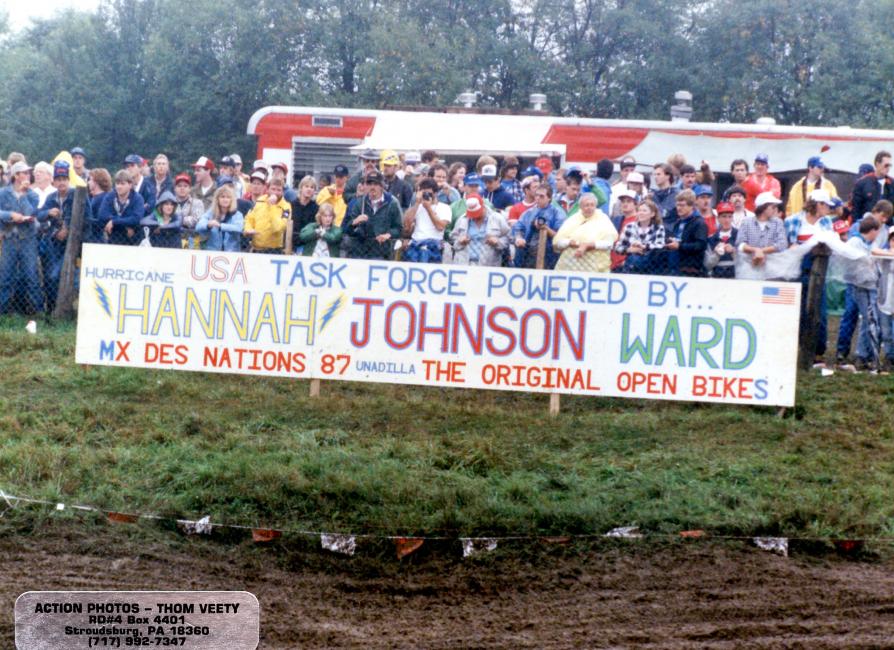 USA TASK FORCE POWERED BY...
HURRICANE
HANNAH JOHNSON WARD
MX DES NATIONS 87 UNADILLA THE ORIGINAL OPEN BIKES
ACTION PHOTOS – THOM VEETY
RD#4 Box 4401
Stroudsburg, PA 18360
(717) 992-7347